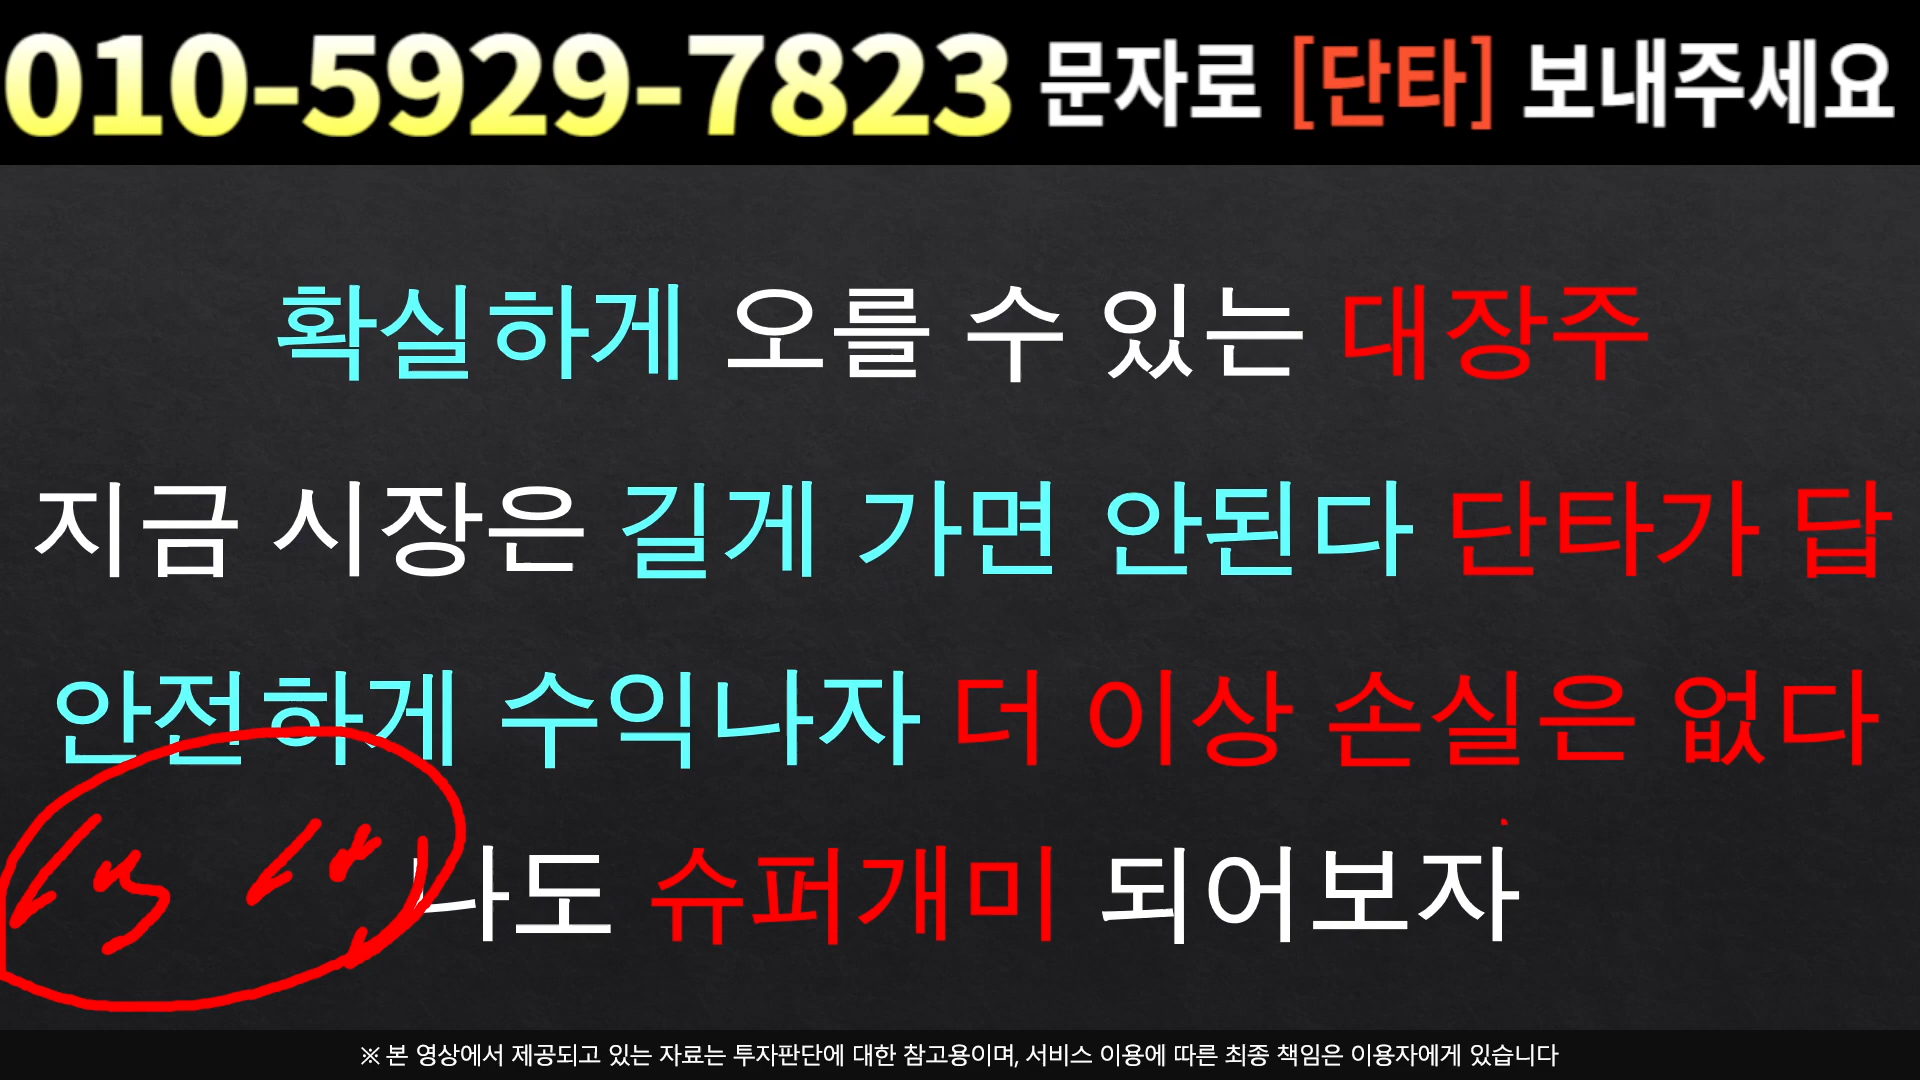 010-5929-7823 문자로 [단타] 보내주세요
확실하게 오를 수 있는 대장주
지금 시장은 길게 가면 안된다 단타가 답
안전하게 수익나자 더 이상 손실은 없다
나도 슈퍼개미 되어보자
※ 본 영상에서 제공되고 있는 자료는 투자판단에 대한 참고용이며, 서비스 이용에 따른 최종 책임은 이용자에게 있습니다